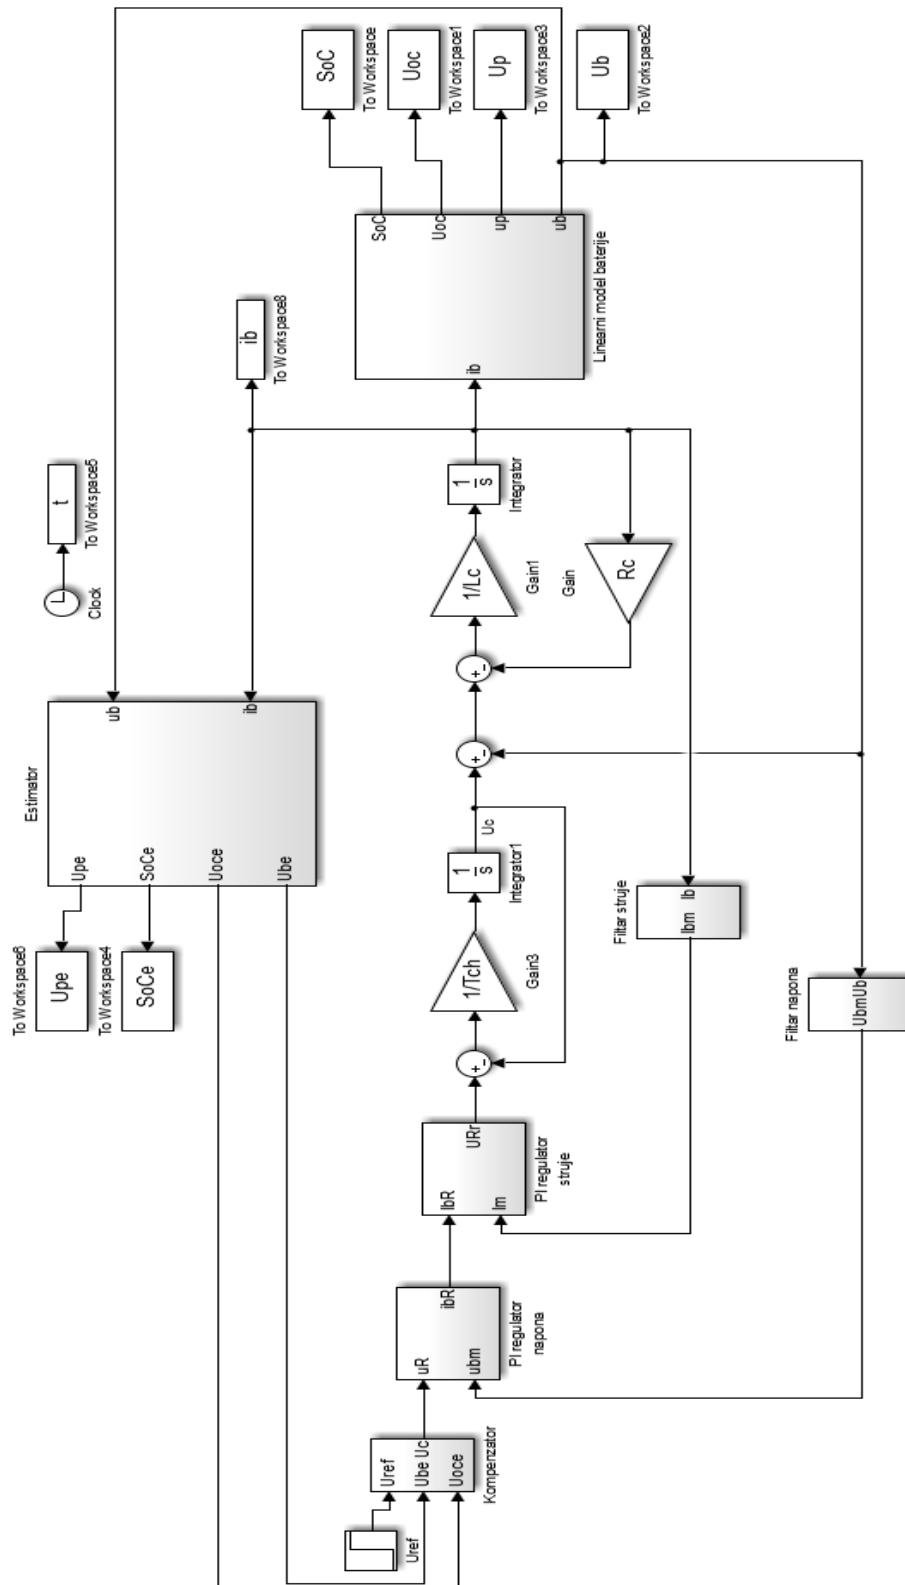 SoC
To Workspace
Uoc
To Workspace1
Up
To Workspace3
Ub
To Workspace2
SoC
Uoc
up
ub
ib
Linearni model baterije
ib
To Workspace8
t
To Workspace5
Clock
1
s
Integrator
1/Lc
Gain1
Gain
Rc
+
-
+
-
Estimator
ub
ib
Upe
SoCe
Uoce
Ube
To Workspace6
Upe
To Workspace4
SoCe
Uc
1
s
Integrator1
1/Tch
Gain3
+
-
Filtar struje
Ibm Ib
Filtar napona
UbmUb
URr
IbR
Im
PI regulator
struje
ibR
uR
ubm
PI regulator
napona
Uref
Ube Uc
Uoce
Kompenzator
Uref